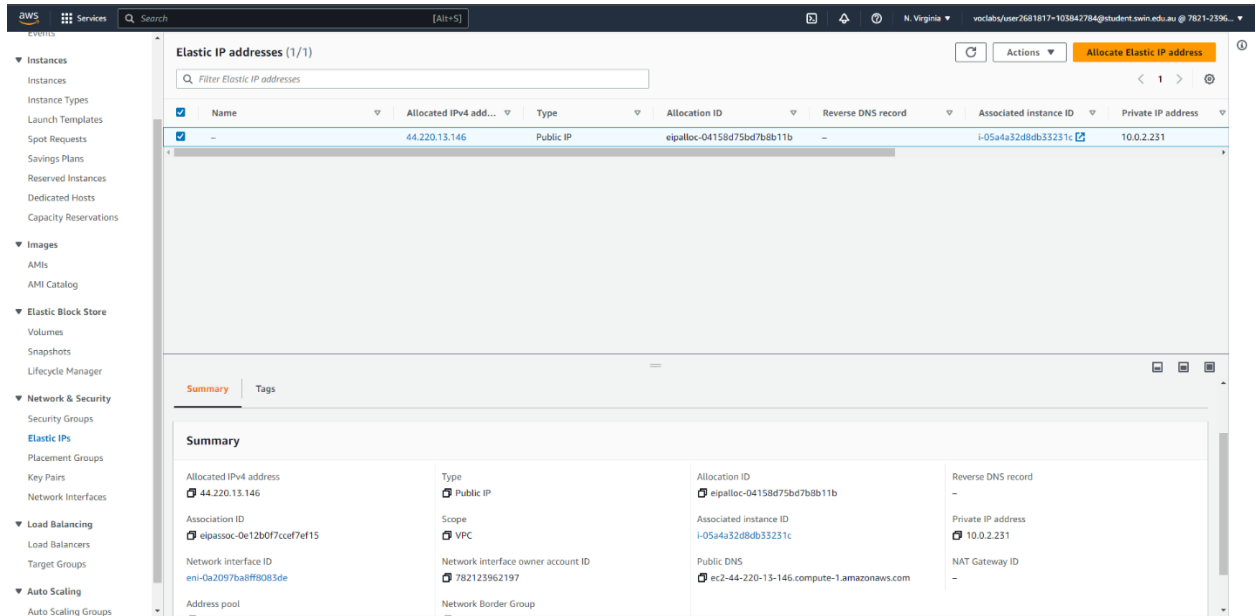 aws Services Search [Alt+S] N. Virginia voclabs/user2681817=103842784@student.swin.edu.au @ 7821-2396...
Events
Instances
Instances
Instance Types
Launch Templates
Spot Requests
Savings Plans
Reserved Instances
Dedicated Hosts
Capacity Reservations
Images
AMIs
AMI Catalog
Elastic Block Store
Volumes
Snapshots
Lifecycle Manager
Network & Security
Security Groups
Elastic IPs
Placement Groups
Key Pairs
Network Interfaces
Load Balancing
Load Balancers
Target Groups
Auto Scaling
Auto Scaling Groups
Elastic IP addresses (1/1) Actions Allocate Elastic IP address
Filter Elastic IP addresses 1
Name Allocated IPv4 add... Type Allocation ID Reverse DNS record Associated instance ID Private IP address
– 44.220.13.146 Public IP eipalloc-04158d75bd7b8b11b – i-05a4a32d8db33231c 10.0.2.231
Summary Tags
Summary
Allocated IPv4 address Type Allocation ID Reverse DNS record
44.220.13.146 Public IP eipalloc-04158d75bd7b8b11b –
Association ID Scope Associated instance ID Private IP address
eipassoc-0e12b0f7ccef7ef15 VPC i-05a4a32d8db33231c 10.0.2.231
Network interface ID Network interface owner account ID Public DNS NAT Gateway ID
eni-0a2097ba8ff8083de 782123962197 ec2-44-220-13-146.compute-1.amazonaws.com –
Address pool Network Border Group